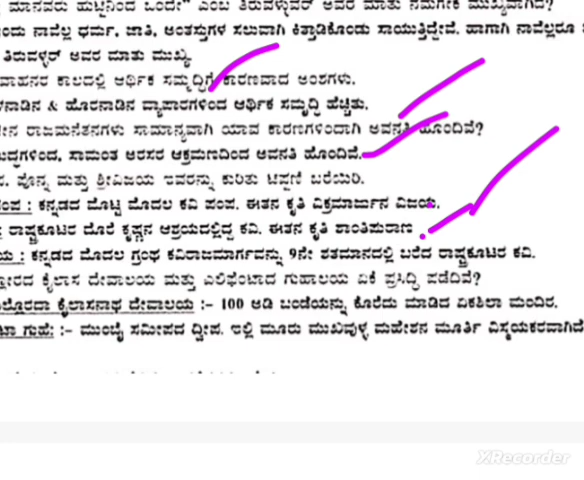 ಮಾನವರು ಹುಟ್ಟಿನಿಂದ ಒಂದೇ" ಎಂಬ ತಿರುವಳ್ಳುವರ್ ಅವರ ಮಾತು ನಮಗೇಕೆ ಮುಖ್ಯವಾಗಿದೆ?
ನಾವೆಲ್ಲ ಧರ್ಮ, ಜಾತಿ, ಅಂತಸ್ತುಗಳ ಸಲುವಾಗಿ ಕಿತ್ತಾಡಿಕೊಂಡು ಸಾಯುತ್ತಿದ್ದೇವೆ. ಹಾಗಾಗಿ ನಾವೆಲ್ಲರೂ
ತಿರುವಳ್ಳರ್ ಅವರ ಮಾತು ಮುಖ್ಯ.
ವಾಹನರ ಕಾಲದಲ್ಲಿ ಆರ್ಥಿಕ ಸಮೃದ್ಧಿಗೆ ಕಾರಣವಾದ ಅಂಶಗಳು.
ನಾಡಿನ & ಹೊರನಾಡಿನ ವ್ಯಾಪಾರಗಳಿಂದ ಆರ್ಥಿಕ ಸಮೃದ್ಧಿ ಹೆಚ್ಚಿತು.
ರಾಜಮನೆತನಗಳು ಸಾಮಾನ್ಯವಾಗಿ ಯಾವ ಕಾರಣಗಳಿಂದಾಗಿ ಅವನತಿ ಹೊಂದಿವೆ?
ಸಾಮಂತ ಅರಸರ ಆಕ್ರಮಣದಿಂದ ಅವನತಿ ಹೊಂದಿವೆ.
ಪೊನ್ನ ಮತ್ತು ಶ್ರೀವಿಜಯ ಇವರನ್ನು ಕುರಿತು ಟಿಪ್ಪಣಿ ಬರೆಯಿರಿ.
ಪಂಪ : ಕನ್ನಡದ ಮೊಟ್ಟ ಮೊದಲ ಕವಿ ಪಂಪ. ಈತನ ಕೃತಿ ವಿಕ್ರಮಾರ್ಜುನ ವಿಜಯ.
: ರಾಷ್ಟ್ರಕೂಟರ ದೊರೆ ಕೃಷ್ಣನ ಆಶ್ರಯದಲ್ಲಿದ್ದ ಕವಿ. ಈತನ ಕೃತಿ ಶಾಂತಿಪುರಾಣ .
ಯ : ಕನ್ನಡದ ಮೊದಲ ಗ್ರಂಥ ಕವಿರಾಜಮಾರ್ಗವನ್ನು 9ನೇ ಶತಮಾನದಲ್ಲಿ ಬರೆದ ರಾಷ್ಟ್ರಕೂಟರ ಕವಿ.
ಲ್ಲೋರದ ಕೈಲಾಸ ದೇವಾಲಯ ಮತ್ತು ಎಲಿಫೆಂಟಾದ ಗುಹಾಲಯ ಏಕೆ ಪ್ರಸಿದ್ಧಿ ಪಡೆದಿವೆ?
ಲ್ಲೊರದಾ ಕೈಲಾಸನಾಥ ದೇವಾಲಯ :- 100 ಅಡಿ ಬಂಡೆಯನ್ನು ಕೊರೆದು ಮಾಡಿದ ಏಕಶಿಲಾ ಮಂದಿರ.
ಟಾ ಗುಹೆ: :- ಮುಂಬೈ ಸಮೀಪದ ದ್ವೀಪ. ಇಲ್ಲಿ ಮೂರು ಮುಖವುಳ್ಳ ಮಹೇಶನ ಮೂರ್ತಿ ವಿಸ್ಮಯಕರವಾಗಿದೆ
XRecorder